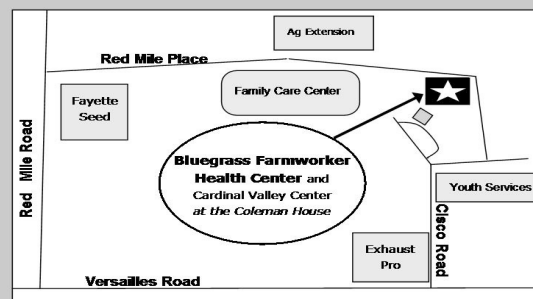 Ag Extension
Red Mile Place
Family Care Center
Fayette
Seed
Red Mile Road
Bluegrass Farmworker
Health Center and
Cardinal Valley Center
at the Coleman House
Youth Services
Cisco Road
Exhaust
Pro
Versailles Road